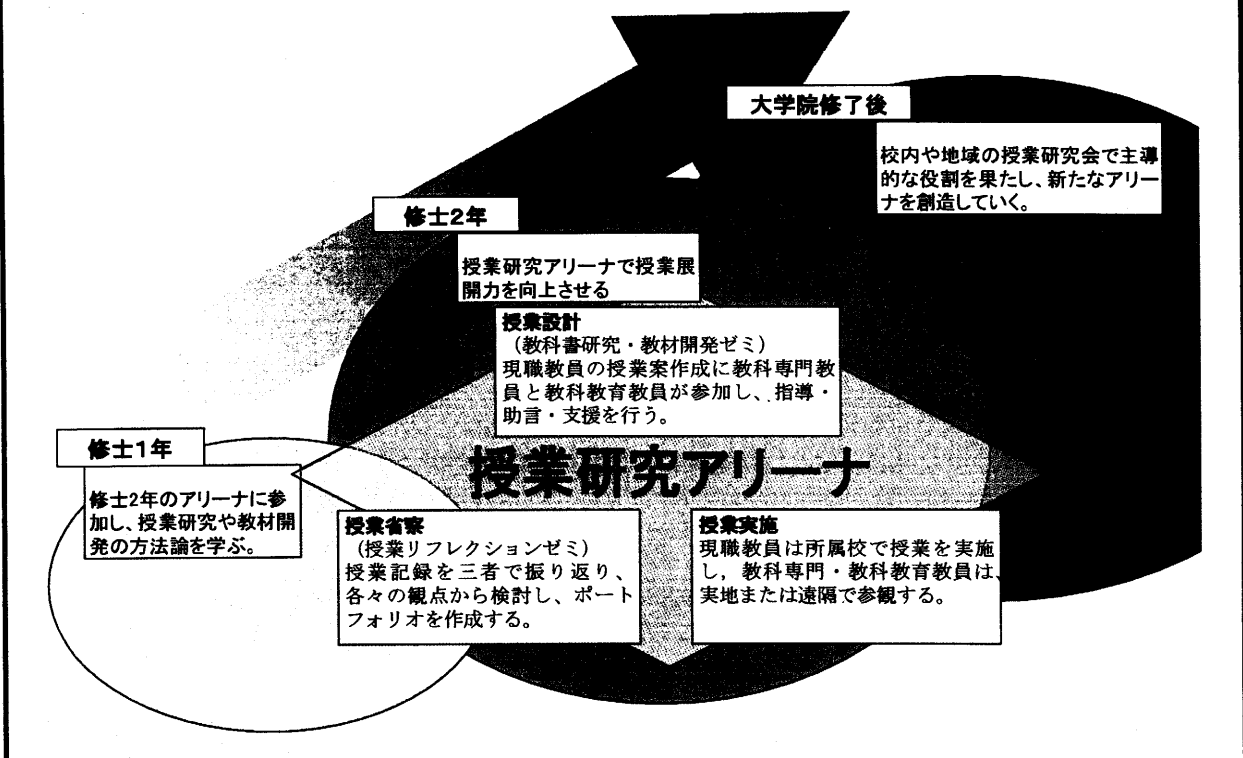 大学院修了後
校内や地域の授業研究会で主導
的な役割を果たし、新たなアリー
ナを創造していく。
修士2年
授業研究アリーナで授業展
開力を向上させる
授業設計
（教科書研究・教材開発ゼミ）
現職教員の授業案作成に教科専門教
員と教科教育教員が参加し、指導・
助言・支援を行う。
修士1年
修士2年のアリーナに参
加し、授業研究や教材開
発の方法論を学ぶ。
授業研究アリーナ
授業省察
（授業リフレクションゼミ）
授業記録を三者で振り返り、
各々の観点から検討し、ポート
フォリオを作成する。
授業実施
現職教員は所属校で授業を実施
し，教科専門・教科教育教員は、
実地または遠隔で参観する。